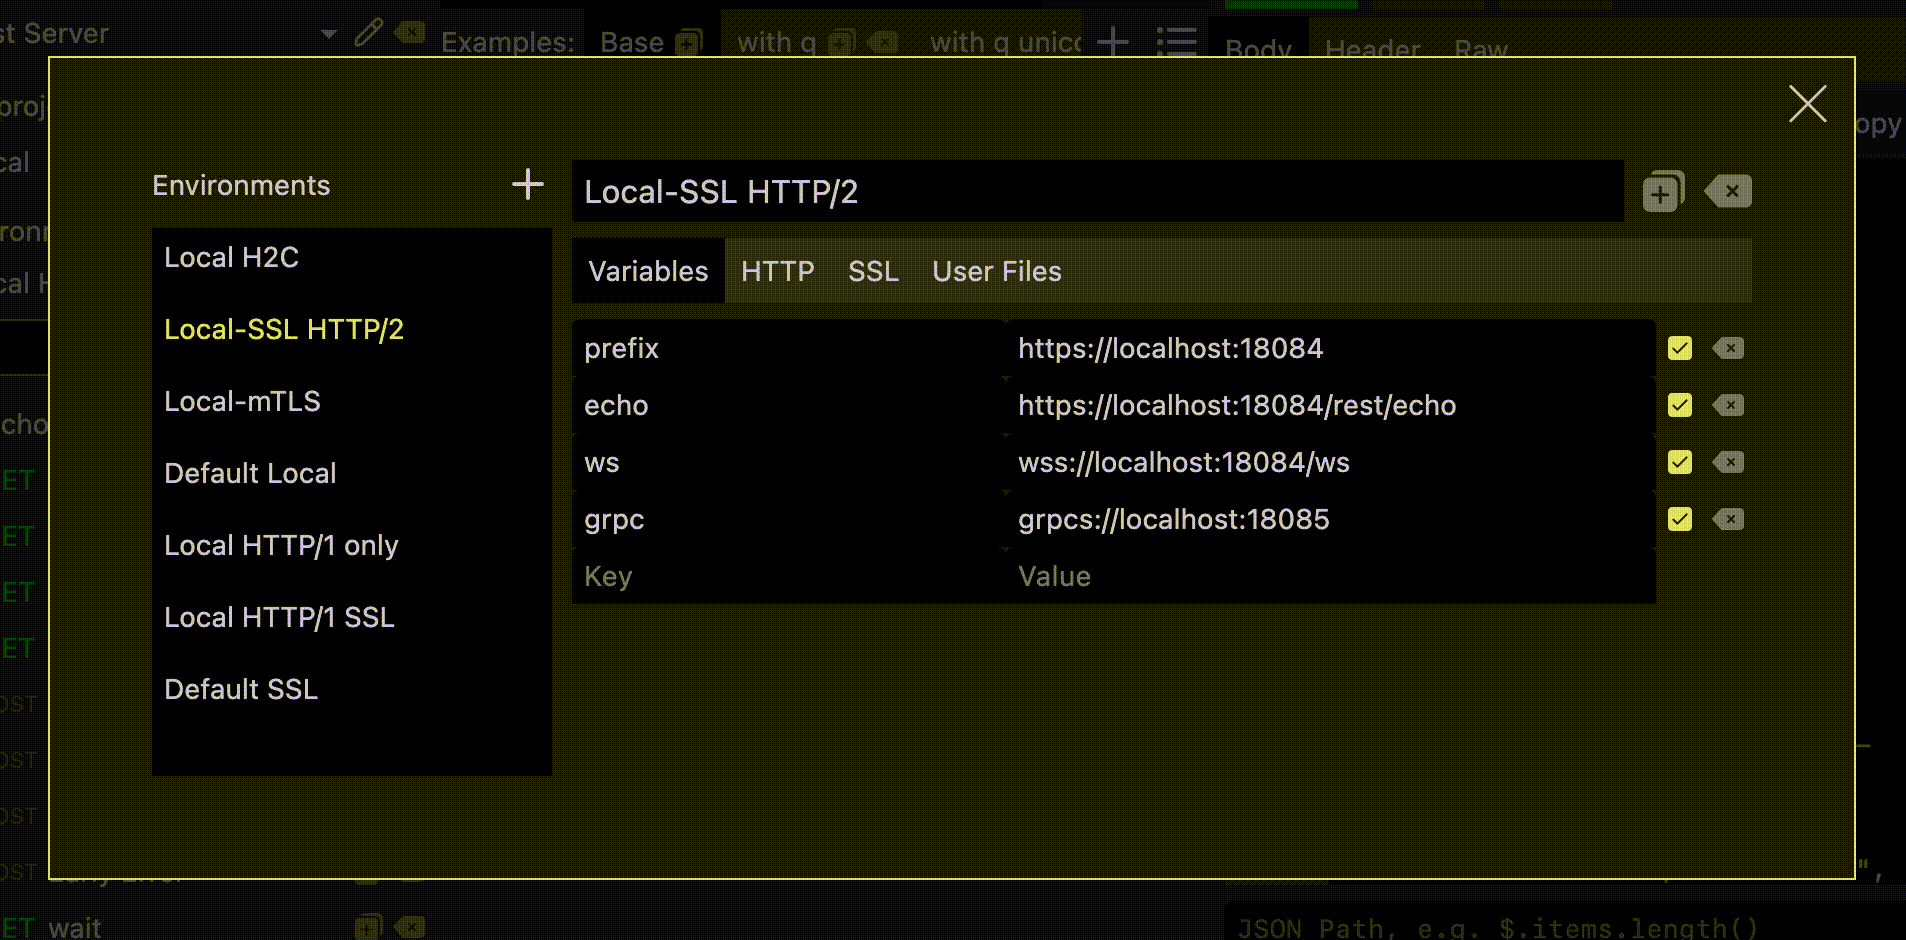 st Server
Examples:
Base
with q
with q unic
Body
Header
Raw
opy
Environments
Local H2C
Local-SSL HTTP/2
Local-mTLS
Default Local
Local HTTP/1 only
Local HTTP/1 SSL
Default SSL
Local-SSL HTTP/2
Variables HTTP SSL User Files
prefix https://localhost:18084
echo https://localhost:18084/rest/echo
ws wss://localhost:18084/ws
grpc grpcs://localhost:18085
Key Value
proj
cal
ronn
cal H
cho
ET
ET
ET
ET
OST
OST
OST
OST
ET wait
",
JSON Path, e.g. $.items.length()